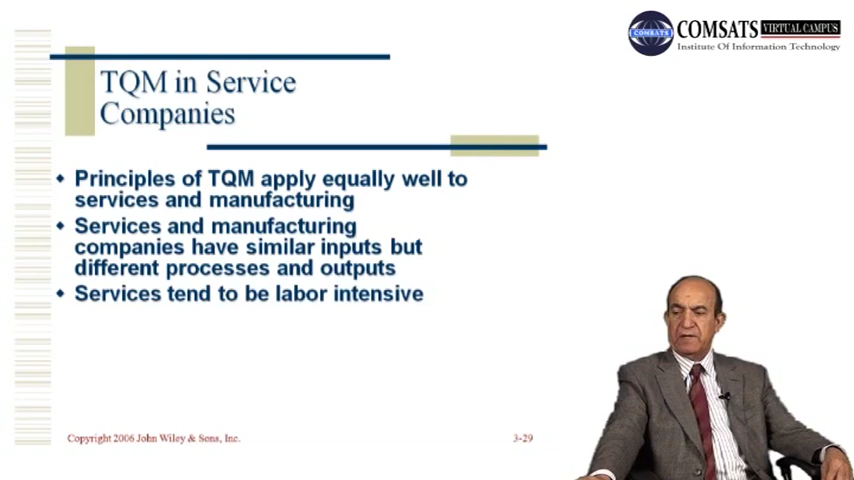 COMSATS VIRTUAL CAMPUS
COMSATS
Institute Of Information Technology
TQM in Service
Companies
Principles of TQM apply equally well to
services and manufacturing
Services and manufacturing
companies have similar inputs but
different processes and outputs
Services tend to be labor intensive
Copyright 2006 John Wiley & Sons, Inc.
3-29